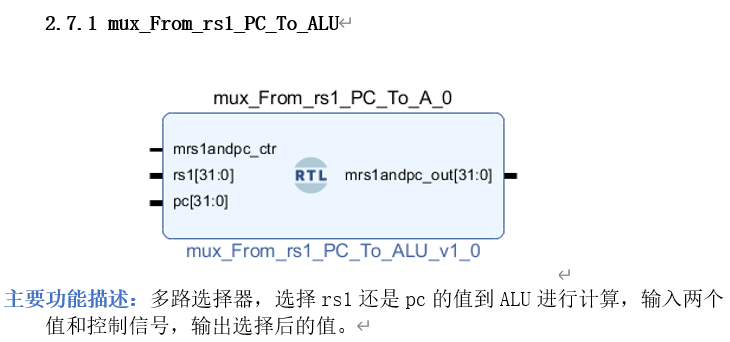 2.7.1 mux_From_rs1_PC_To_ALU↵
mux_From_rs1_PC_To_A_0
mrs1andpc_ctr
rs1[31:0]
pc[31:0]
RTL
mrs1andpc_out[31:0]
mux_From_rs1_PC_To_ALU_v1_0
↵
主要功能描述：多路选择器，选择 rs1 还是 pc 的值到 ALU 进行计算，输入两个
值和控制信号，输出选择后的值。↵